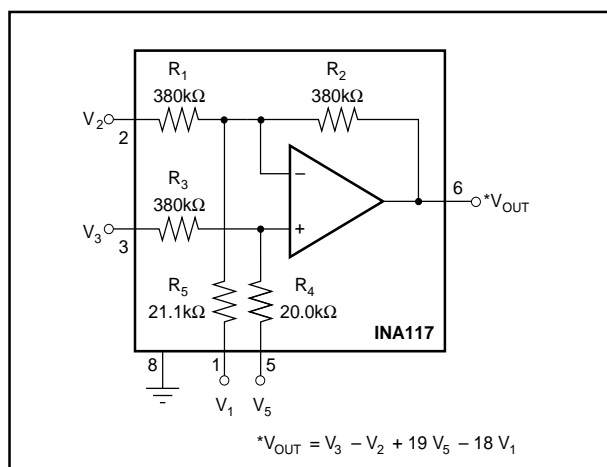 R1
380kΩ
R2
380kΩ
V2
2
R3
380kΩ
V3
3
−
+
6
*VOUT
R5
21.1kΩ
R4
20.0kΩ
INA117
8
1
5
V1
V5
*VOUT = V3 − V2 + 19 V5 − 18 V1